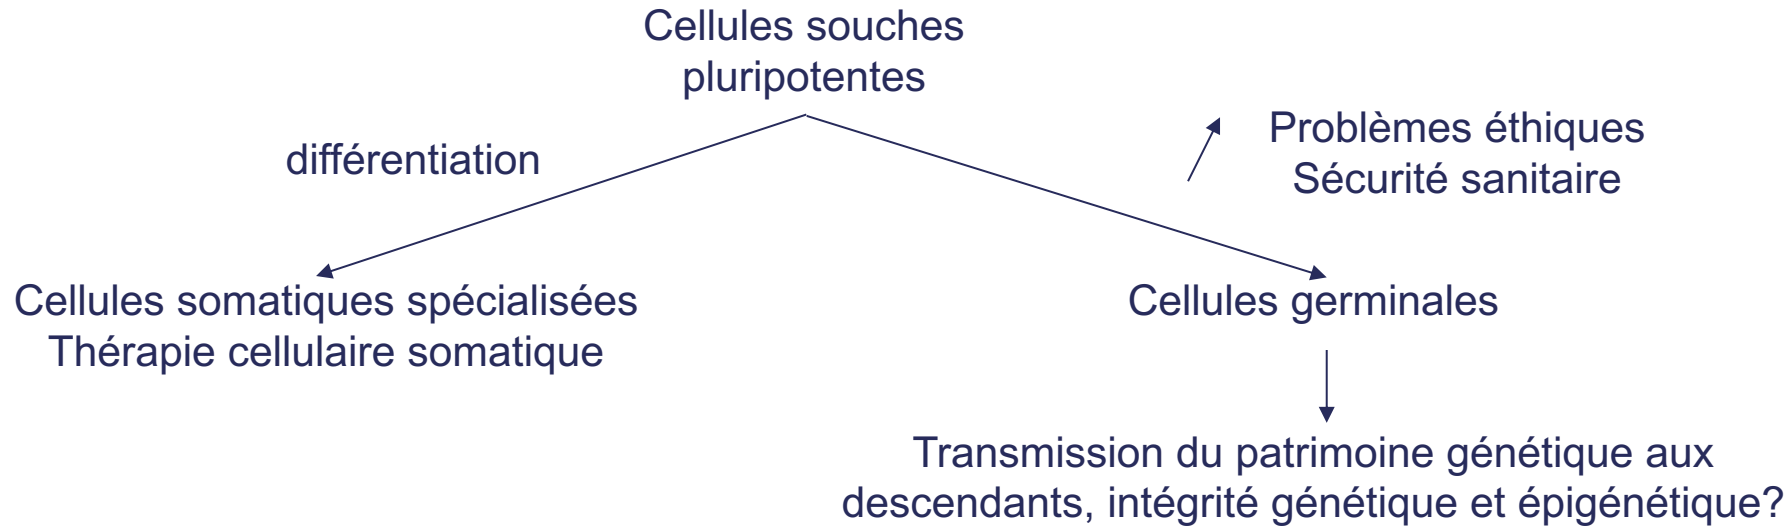 Cellules souches
pluripotentes
différentiation
Problèmes éthiques
Sécurité sanitaire
Cellules somatiques spécialisées
Thérapie cellulaire somatique
Cellules germinales
Transmission du patrimoine génétique aux
descendants, intégrité génétique et épigénétique?